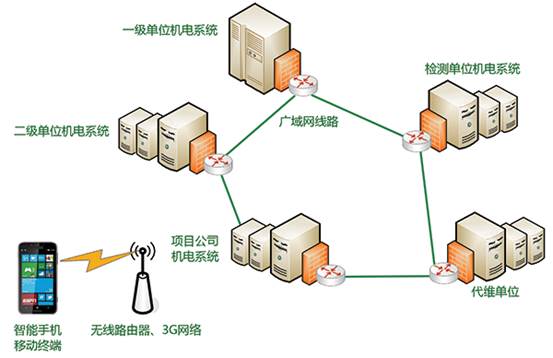 一级单位机电系统
检测单位机电系统
广域网线路
二级单位机电系统
项目公司
机电系统
代维单位
智能手机
移动终端
无线路由器、3G网络